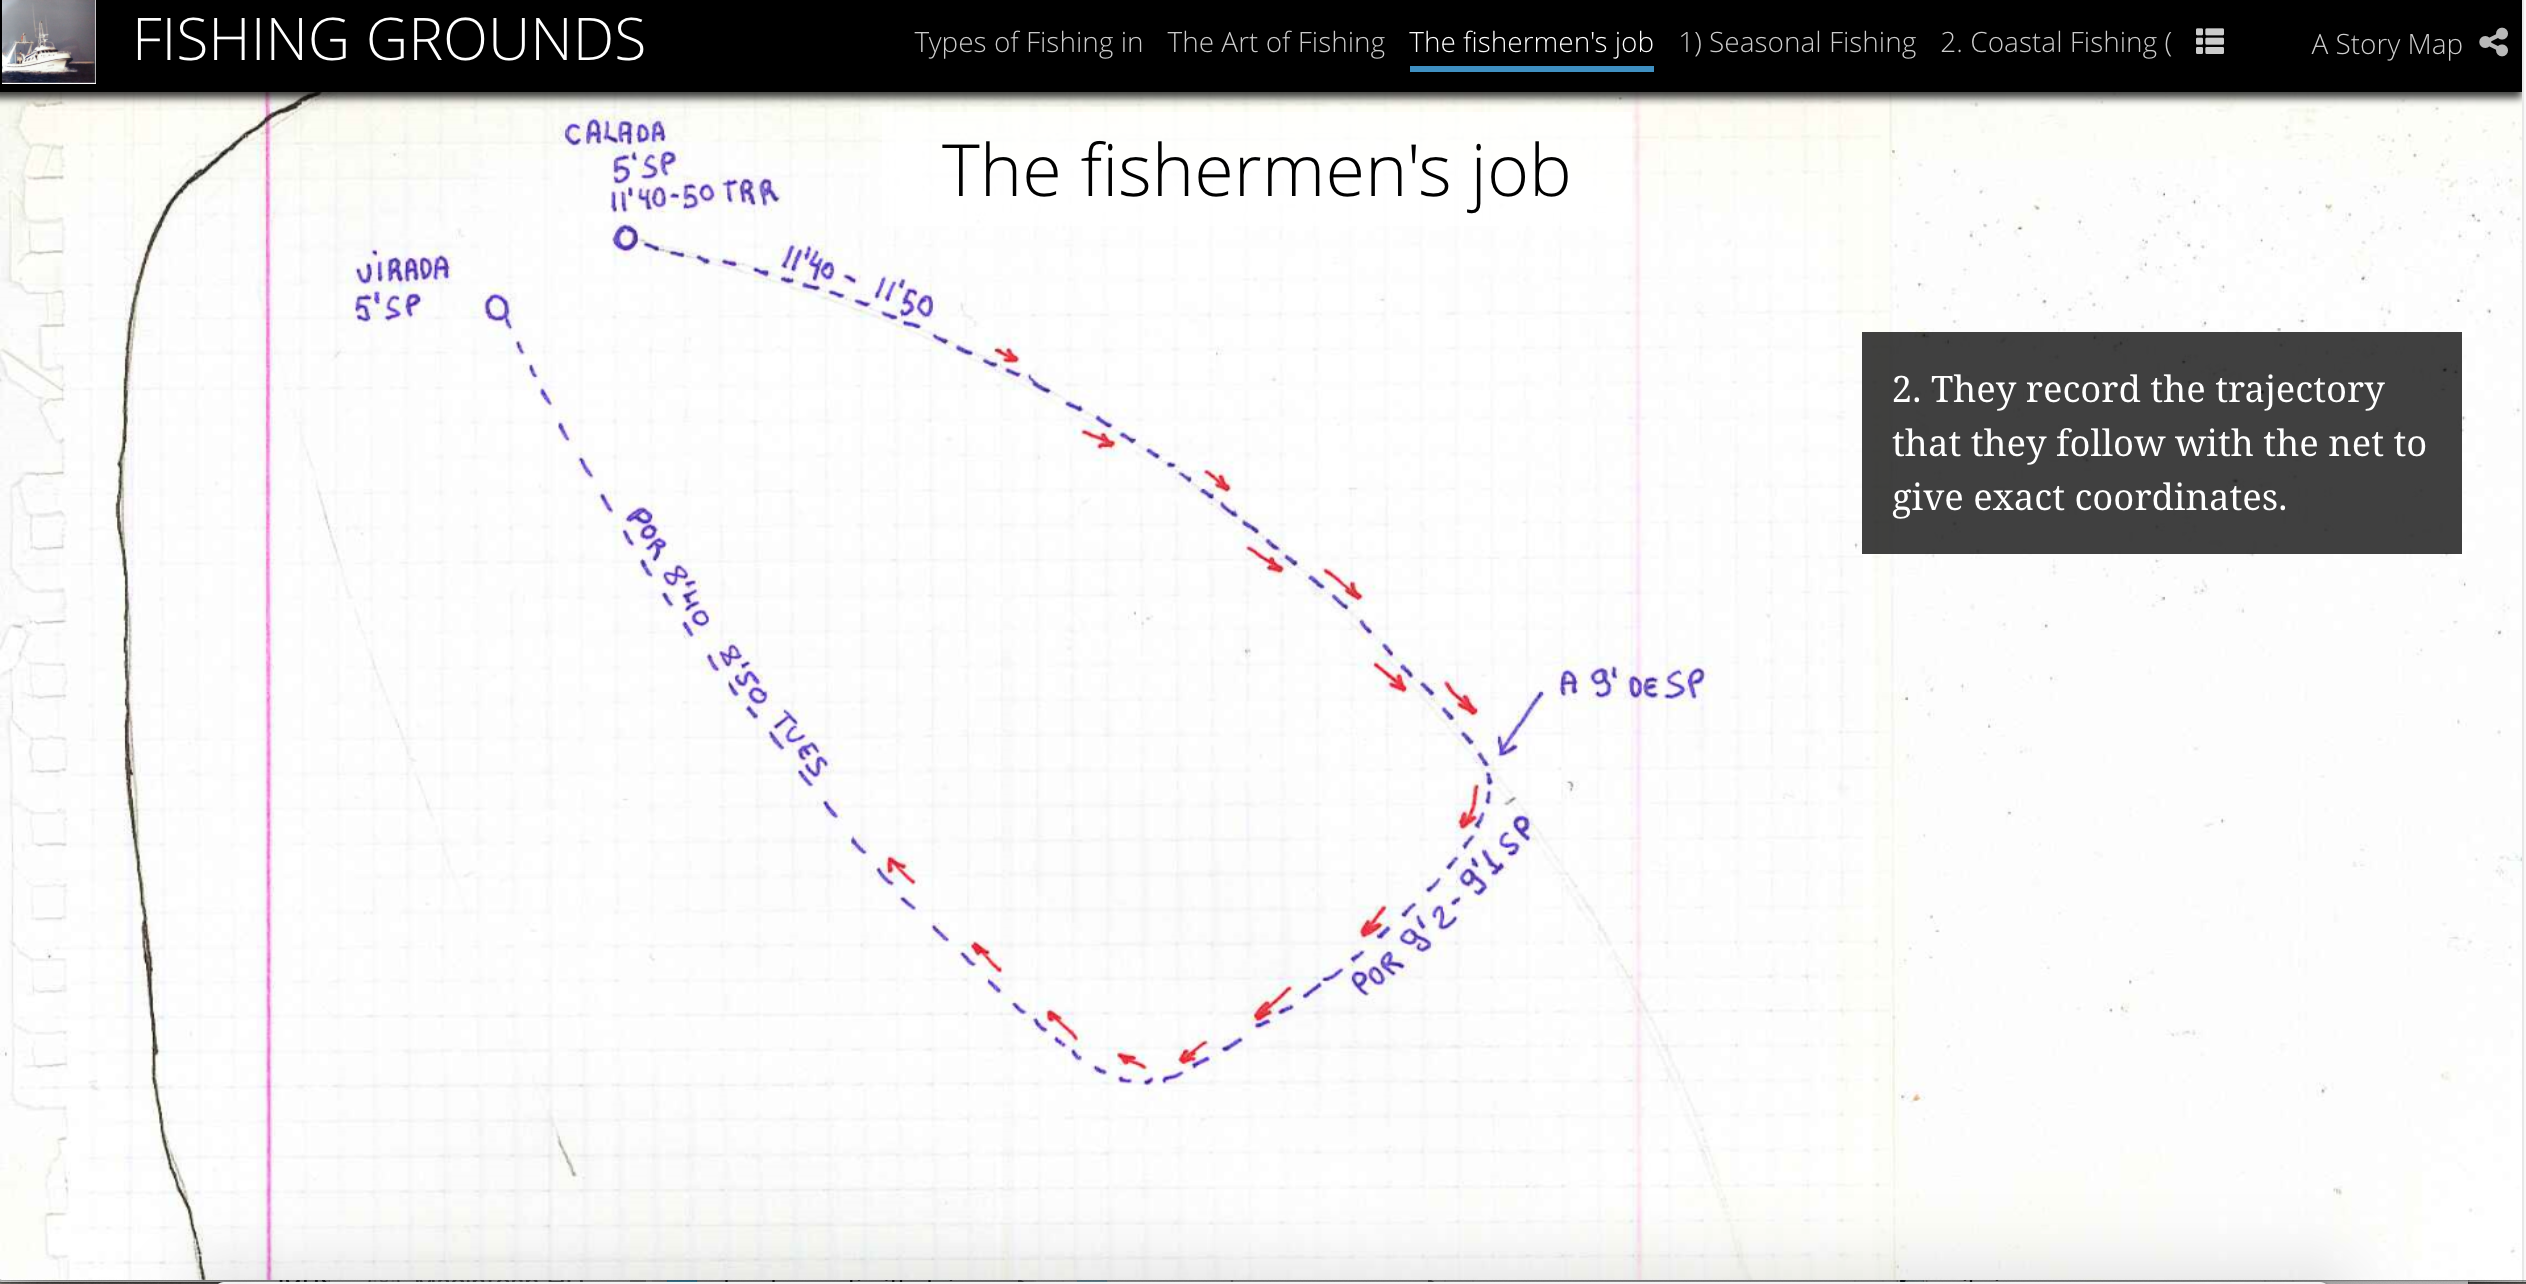 FISHING GROUNDS
Types of Fishing in
The Art of Fishing
The fishermen's job
1) Seasonal Fishing
2. Coastal Fishing (
A Story Map
The fishermen's job
CALADA
5'SP
11'40-50 TRR
11'40 - 11'50
VIRADA
5'SP
2. They record the trajectory
that they follow with the net to
give exact coordinates.
POR 8'40 8'50 TUES
A 9' DE SP
POR 9'2-9'1 SP